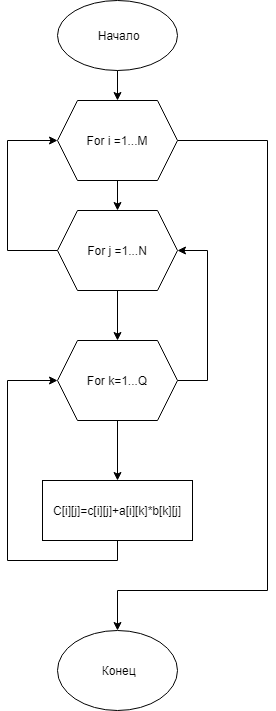 Начало
For i =1...M
For j =1...N
For k=1...Q
C[i][j]=c[i][j]+a[i][k]*b[k][j]
Конец